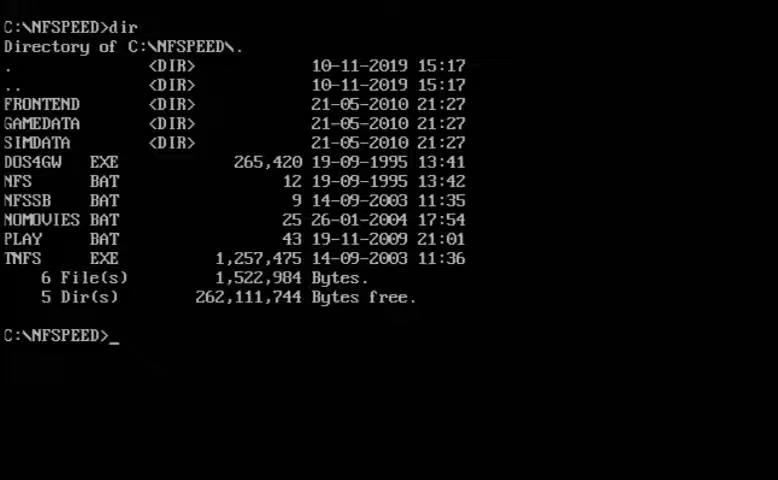 C:\NFSPEED>dir
Directory of C:\NFSPEED\.
. <DIR> 10-11-2019 15:17
.. <DIR> 10-11-2019 15:17
FRONTEND <DIR> 21-05-2010 21:27
GAMEDATA <DIR> 21-05-2010 21:27
SIMDATA <DIR> 21-05-2010 21:27
DOS4GW EXE 265,420 19-09-1995 13:41
NFS BAT 12 19-09-1995 13:42
NFSSB BAT 9 14-09-2003 11:35
NOMOVIES BAT 25 26-01-2004 17:54
PLAY BAT 43 19-11-2009 21:01
TNFS EXE 1,257,475 14-09-2003 11:36
6 File(s) 1,522,984 Bytes.
5 Dir(s) 262,111,744 Bytes free.
C:\NFSPEED>_